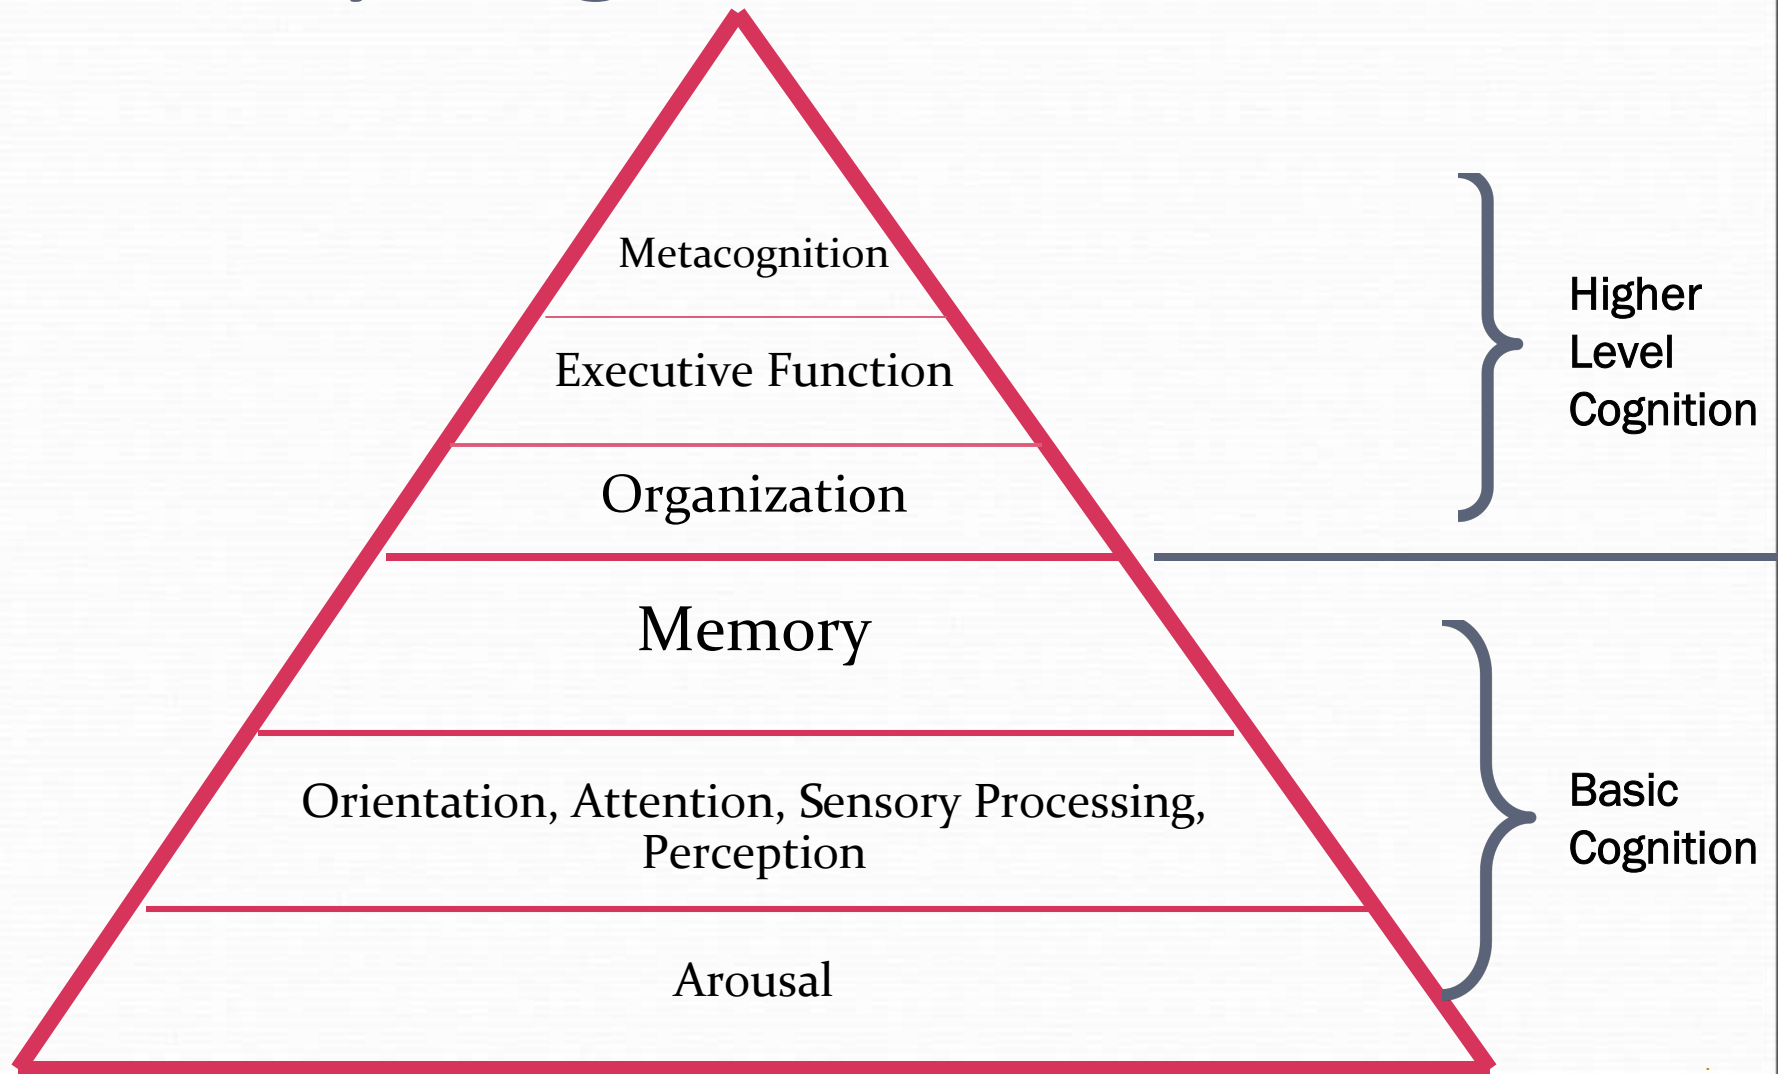 Metacognition
Executive Function
Organization
Memory
Orientation, Attention, Sensory Processing,
Perception
Arousal
Higher
Level
Cognition
Basic
Cognition